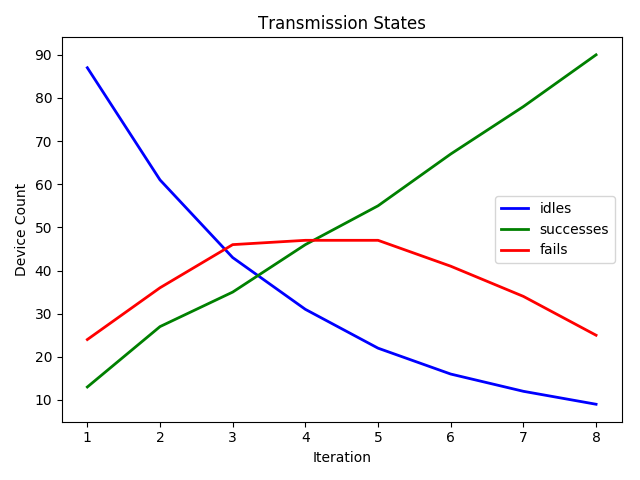 Transmission States
Device Count
90
80
70
60
50
40
30
20
10
idles
successes
fails
1 2 3 4 5 6 7 8
Iteration